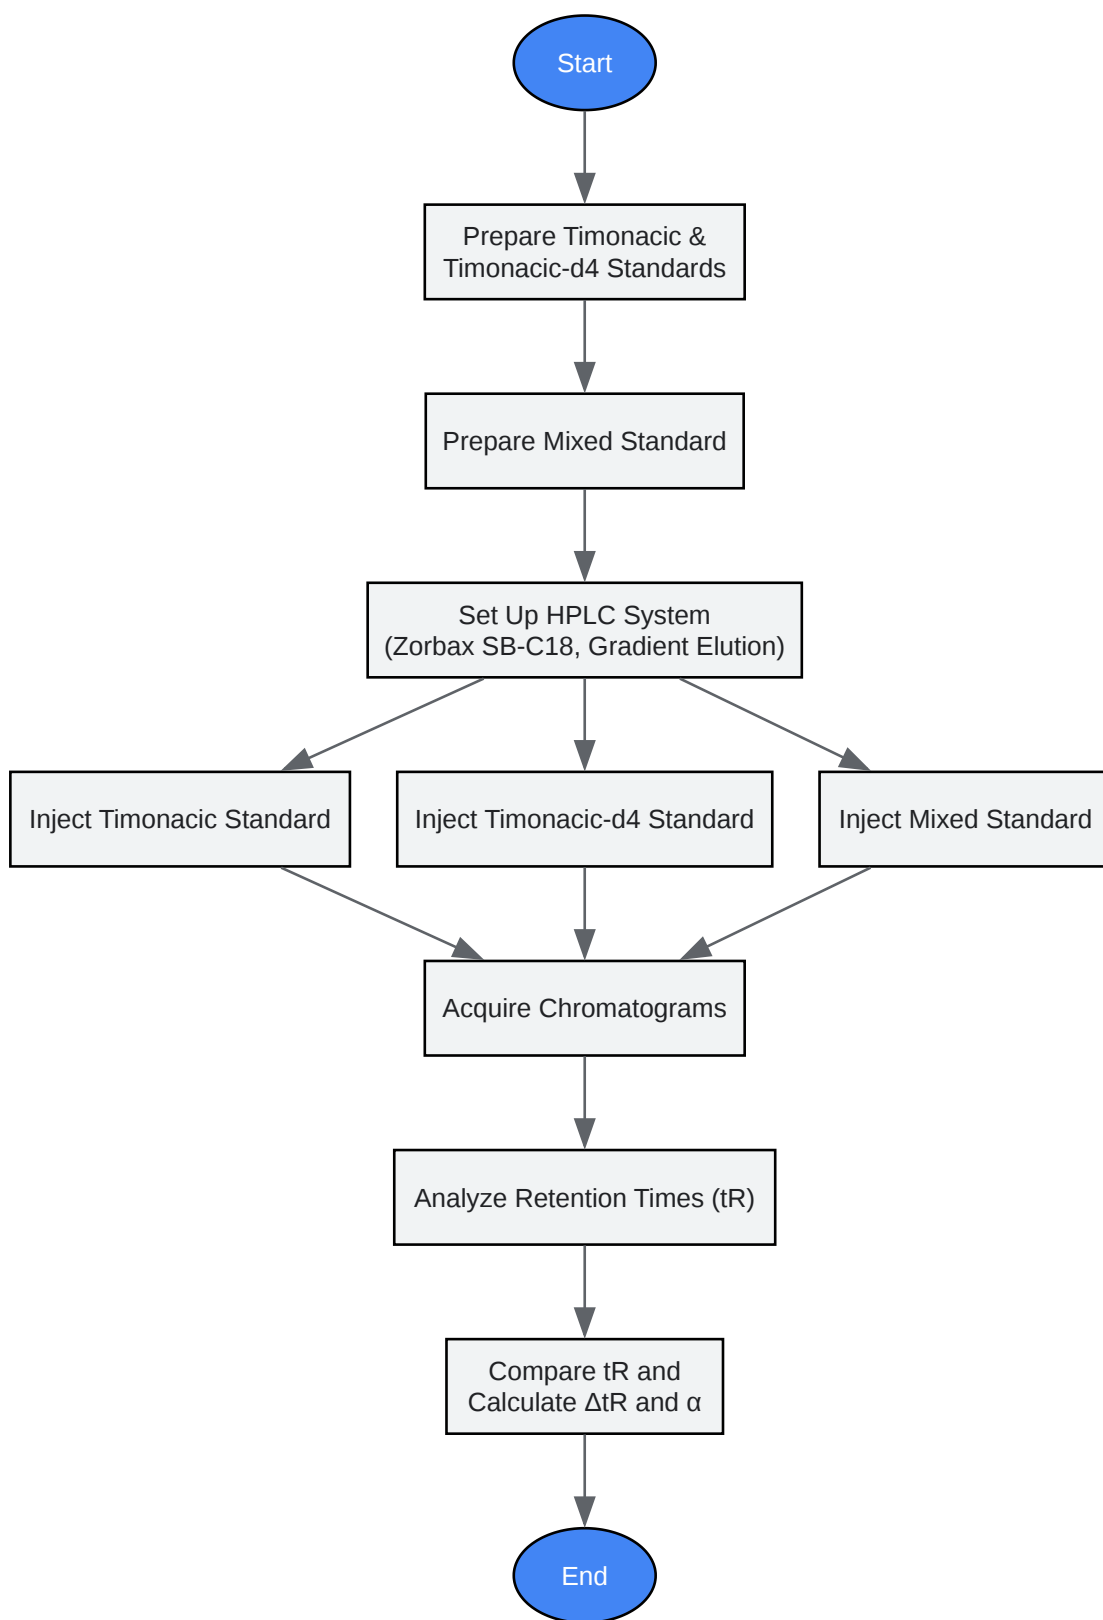 Start
Prepare Timonacic &
Timonacic-d4 Standards
Prepare Mixed Standard
Set Up HPLC System
(Zorbax SB-C18, Gradient Elution)
Inject Timonacic Standard
Inject Timonacic-d4 Standard
Inject Mixed Standard
Acquire Chromatograms
Analyze Retention Times (tR)
Compare tR and
Calculate ΔtR and α
End